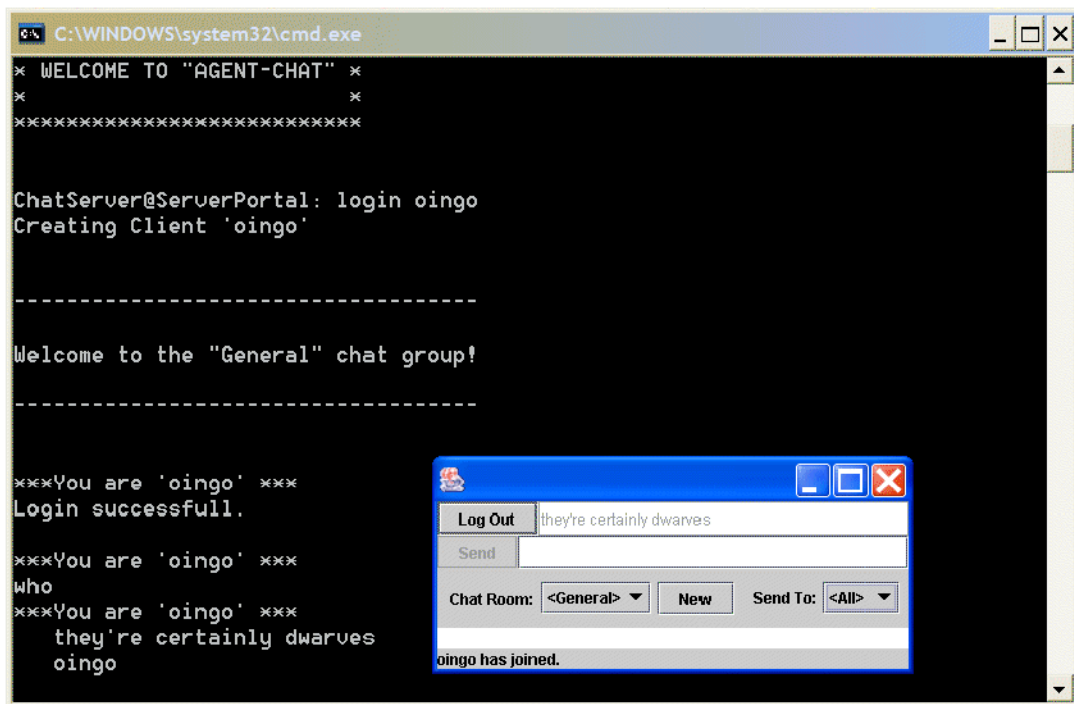 C:\WINDOWS\system32\cmd.exe
* WELCOME TO "AGENT-CHAT" *
* *
***************************
ChatServer@ServerPortal: login oingo
Creating Client 'oingo'
------------------------------------
Welcome to the "General" chat group!
------------------------------------
***You are 'oingo' ***
Login successfull.
***You are 'oingo' ***
who
***You are 'oingo' ***
they're certainly dwarves
oingo
Log Out they're certainly dwarves
Send
Chat Room: <General> New Send To: <All>
oingo has joined.